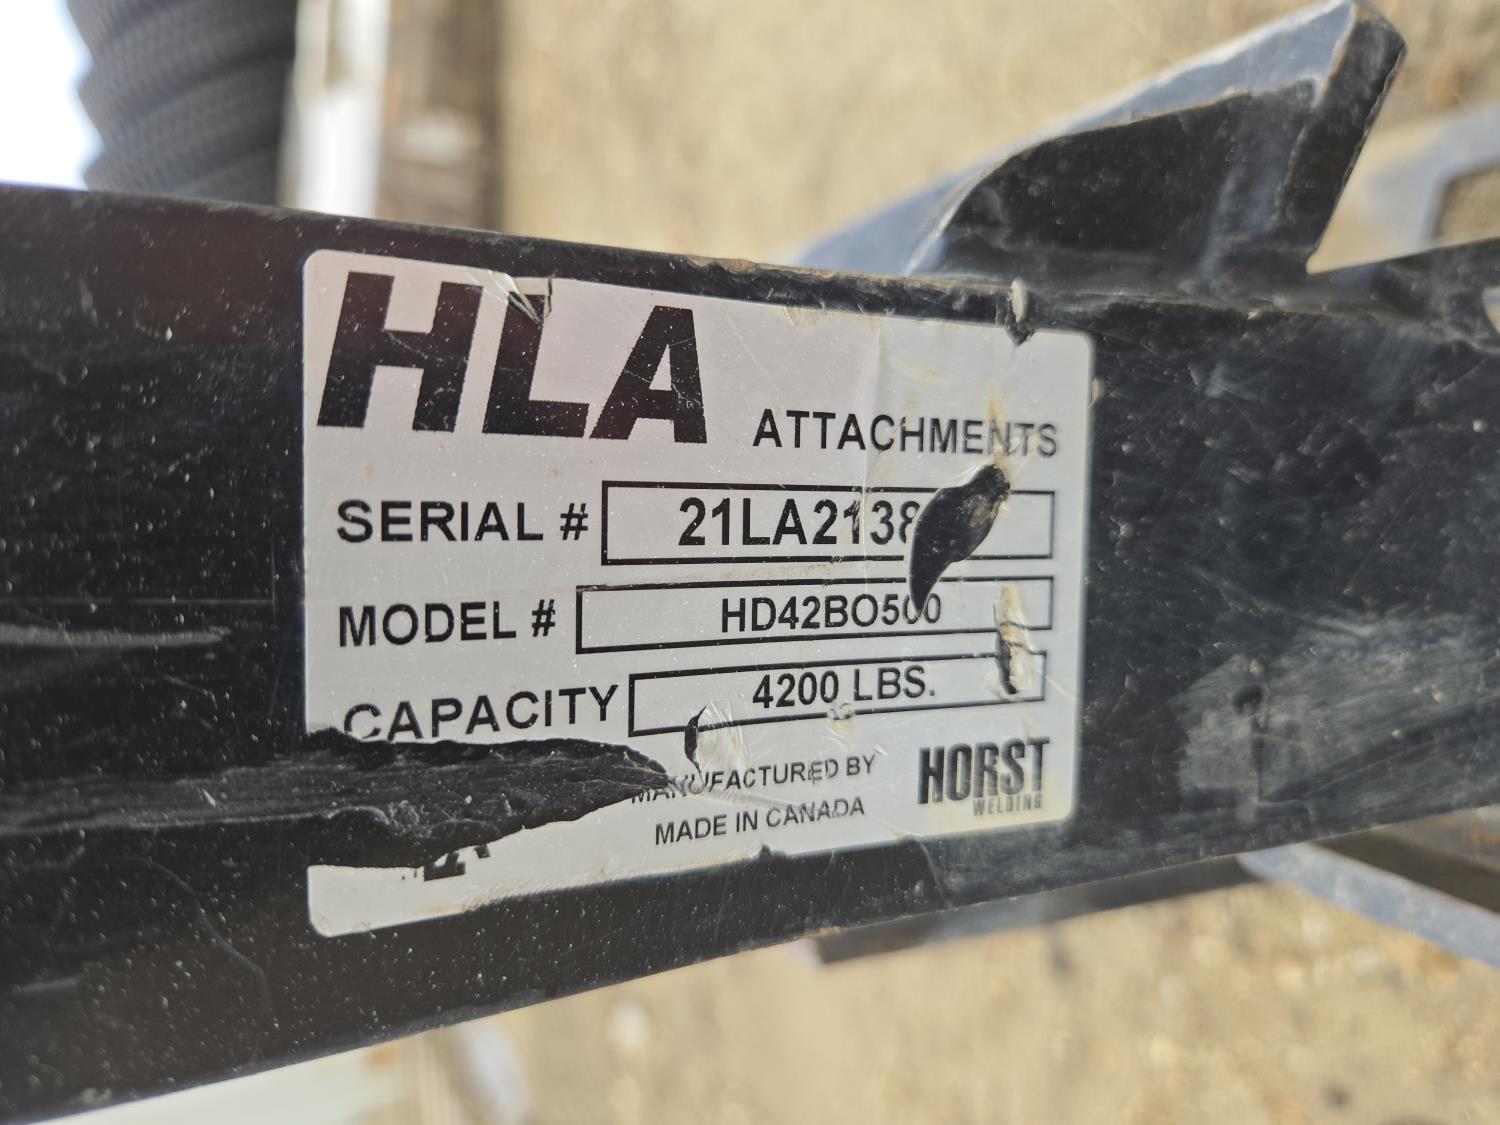 HLA ATTACHMENTS
SERIAL # 21LA2138
MODEL # HD42BO500
CAPACITY 4200 LBS.
MANUFACTURED BY HORST WELDING
MADE IN CANADA